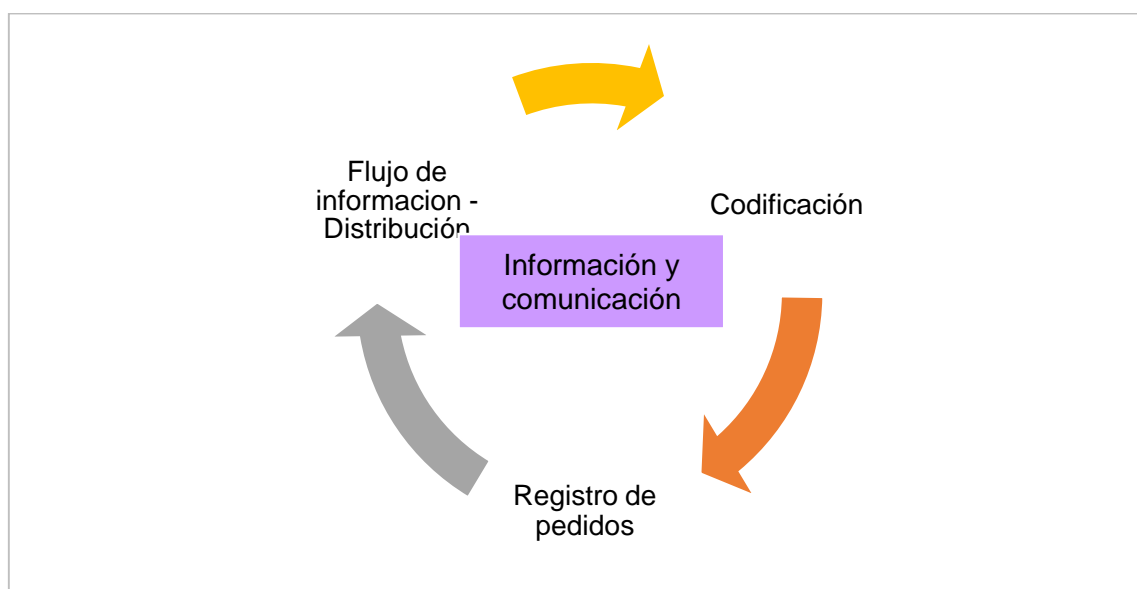 Flujo de
informacion -
Distribución
Codificación
Información y
comunicación
Registro de
pedidos